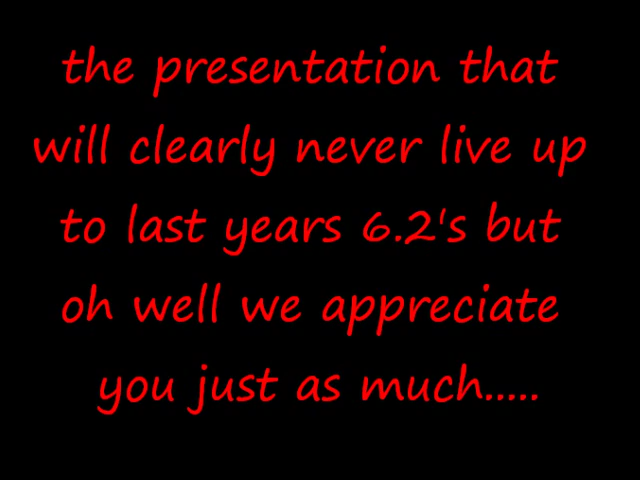 the presentation that
will clearly never live up
to last years 6.2's but
oh well we appreciate
you just as much.....